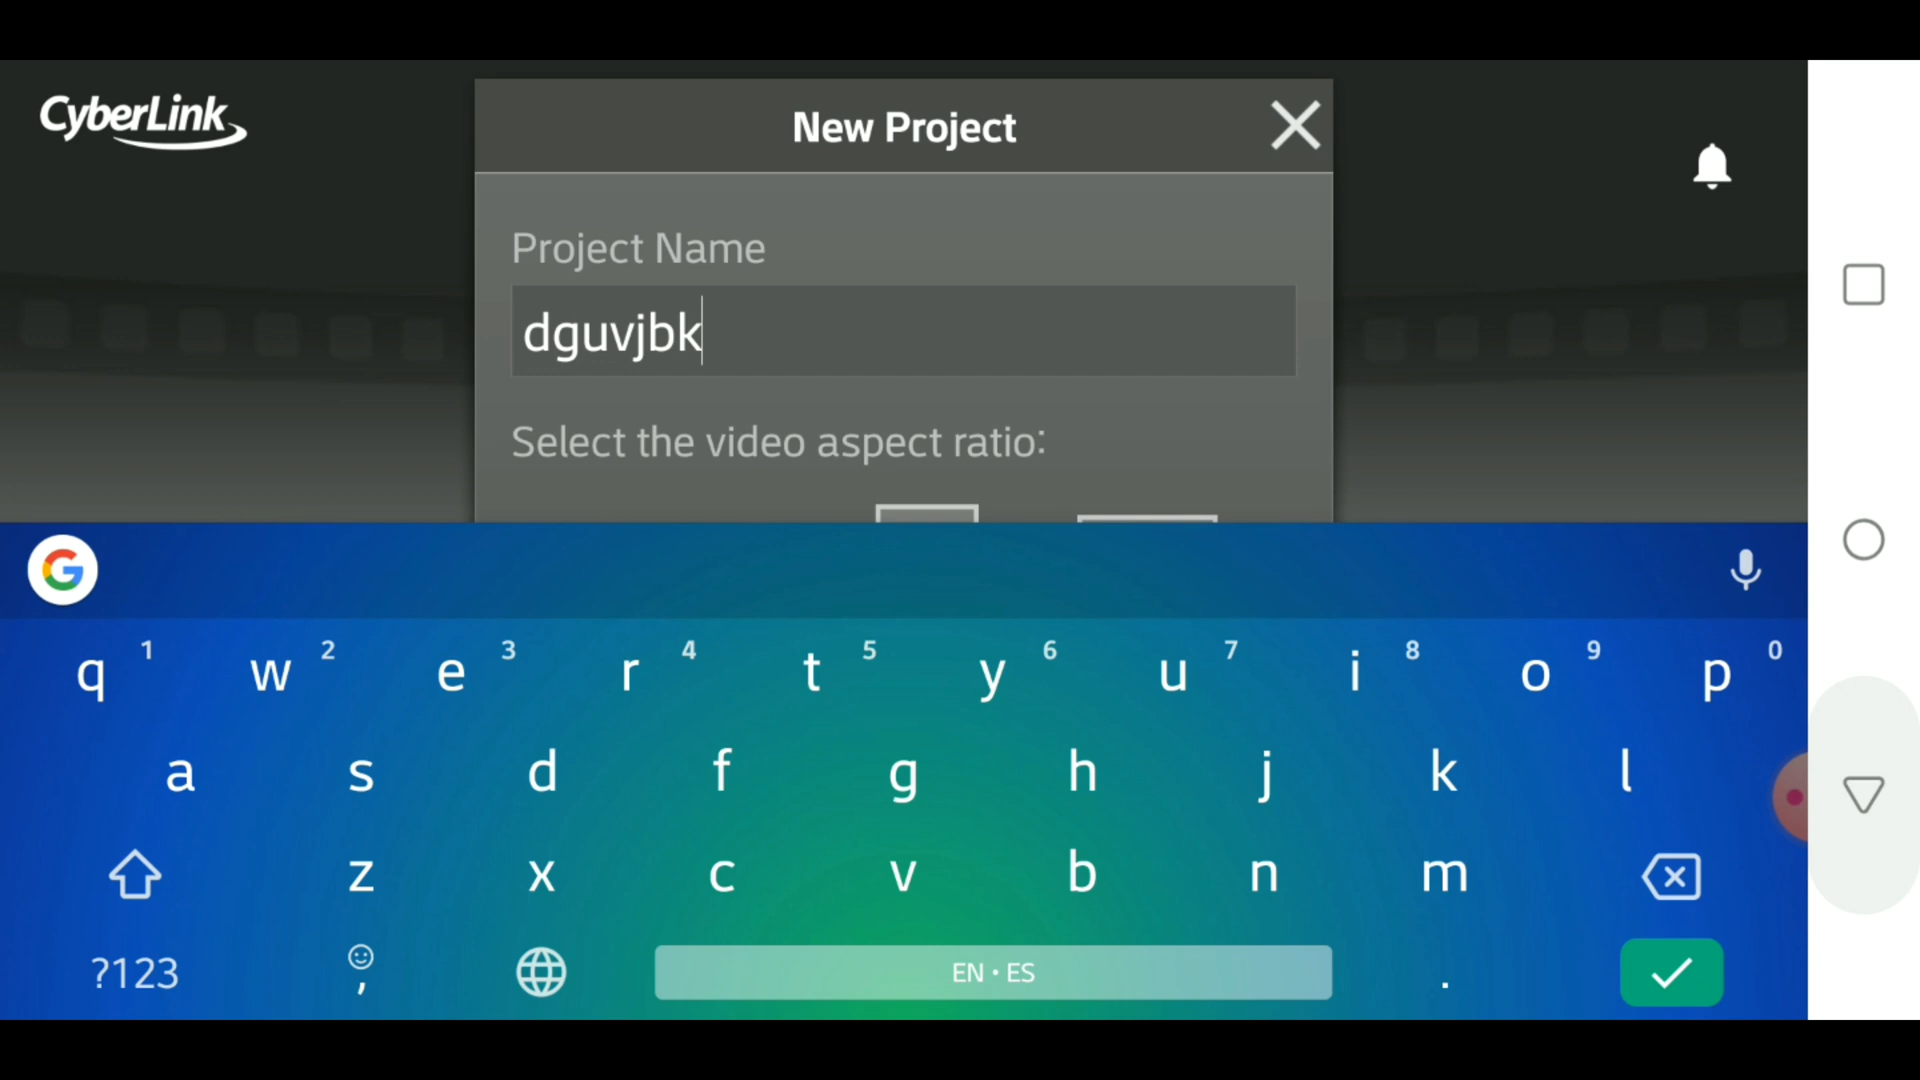 CyberLink
New Project
Project Name
dguvjbk
Select the video aspect ratio:
G
q 1 w 2 e 3 r 4 t 5 y 6 u 7 i 8 o 9 p 0
a s d f g h j k l
z x c v b n m
?123 , EN • ES .